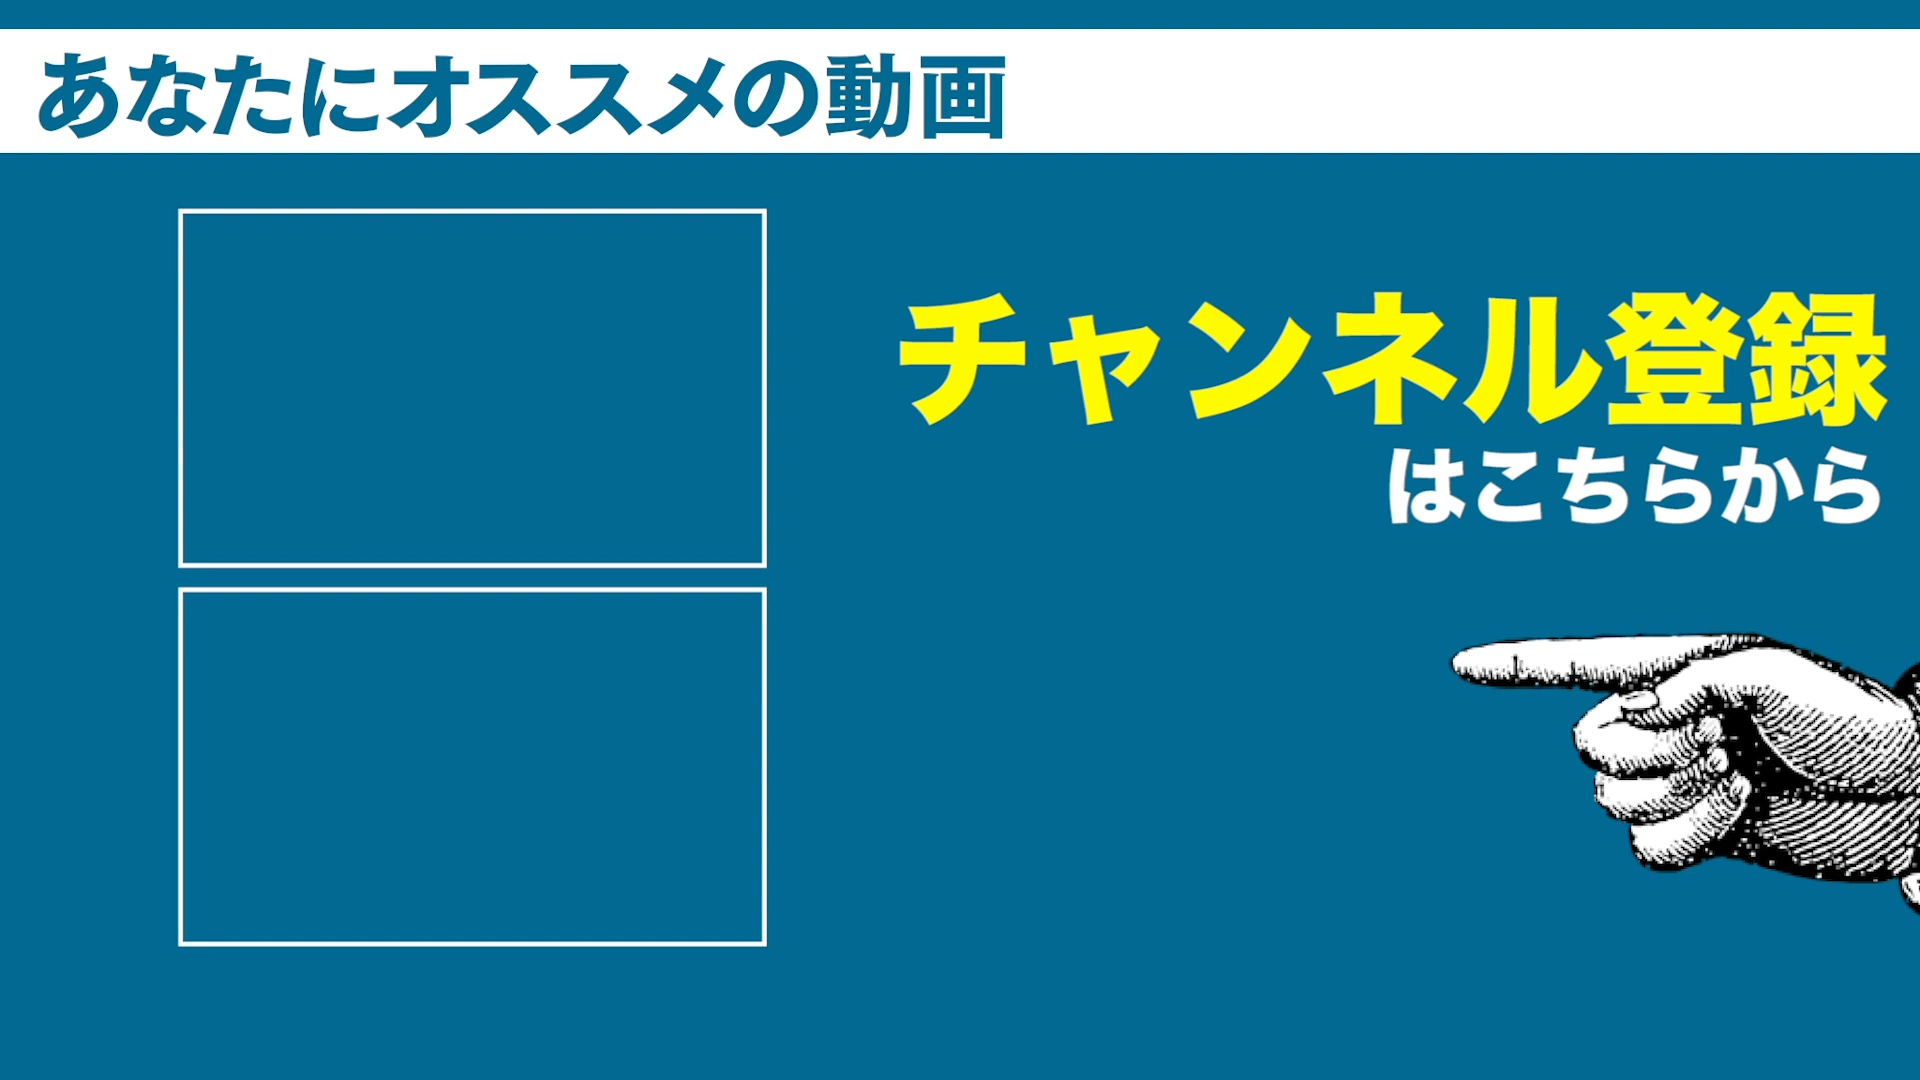 あなたにオススメの動画
チャンネル登録
はこちらから